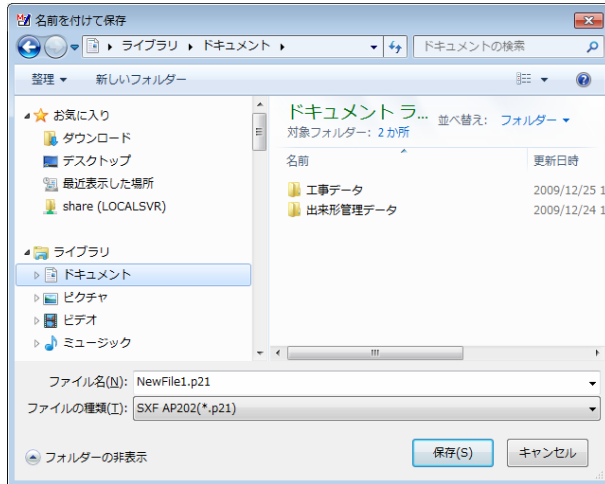 名前を付けて保存
ライブラリ ▸ ドキュメント ▸
ドキュメントの検索
整理 ▼ 新しいフォルダー
お気に入り
ダウンロード
デスクトップ
最近表示した場所
share (LOCALSVR)
ライブラリ
ドキュメント
ピクチャ
ビデオ
ミュージック
ドキュメント ラ...
並べ替え: フォルダー ▼
対象フォルダー: 2か所
名前 更新日時
工事データ 2009/12/25 1
出来形管理データ 2009/12/24 1
ファイル名(N): NewFile1.p21
ファイルの種類(T): SXF AP202(*.p21)
フォルダーの非表示
保存(S) キャンセル